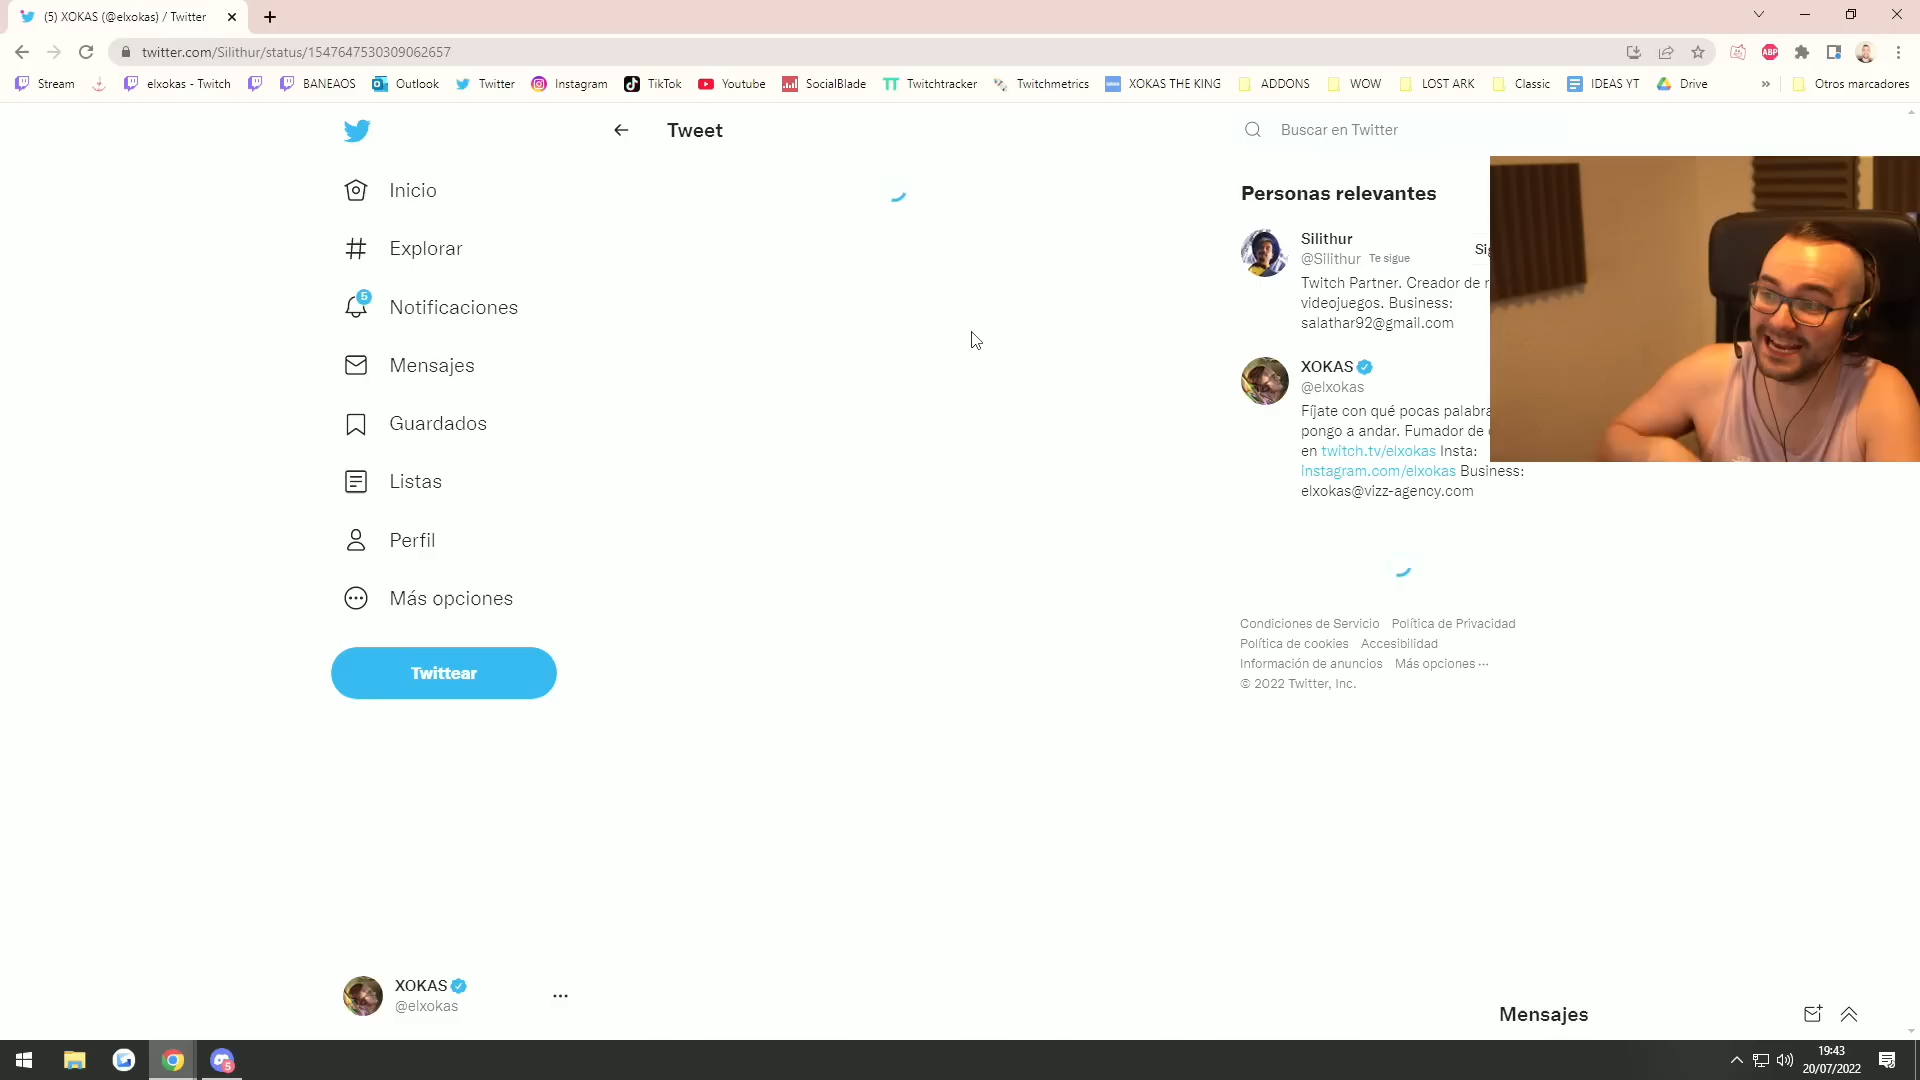 (5) XOKAS (@elxokas) / Twitter
twitter.com/Silithur/status/1547647530309062657
ABP
Stream
elxokas - Twitch
BANEAOS
Outlook
Twitter
Instagram
TikTok
Youtube
SocialBlade
Twitchtracker
Twitchmetrics
XOKAS THE KING
ADDONS
WOW
LOST ARK
Classic
IDEAS YT
Drive
Otros marcadores
Tweet
Buscar en Twitter
Inicio
Explorar
5
Notificaciones
Mensajes
Guardados
Listas
Perfil
Más opciones
Twittear
XOKAS
@elxokas
Personas relevantes
Silithur
@Silithur Te sigue
Twitch Partner. Creador de
videojuegos. Business:
salathar92@gmail.com
XOKAS
@elxokas
Fíjate con qué pocas
pongo a andar. Fumador de
en twitch.tv/elxokas Insta:
instagram.com/elxokas Business:
elxokas@vizz-agency.com
Condiciones de Servicio Política de Privacidad
Política de cookies Accesibilidad
Información de anuncios Más opciones ···
© 2022 Twitter, Inc.
Mensajes
5
19:43
20/07/2022